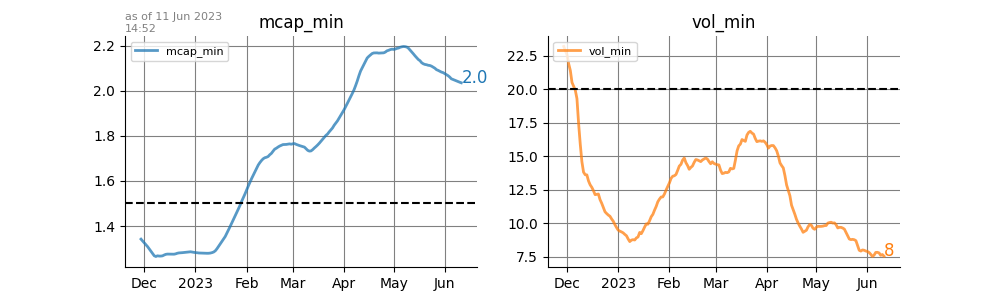 as of 11 Jun 2023
14:52
mcap_min
mcap_min
2.2
2.0
1.8
1.6
1.4
2.0
Dec 2023 Feb Mar Apr May Jun
vol_min
vol_min
22.5
20.0
17.5
15.0
12.5
10.0
7.5
8
Dec 2023 Feb Mar Apr May Jun